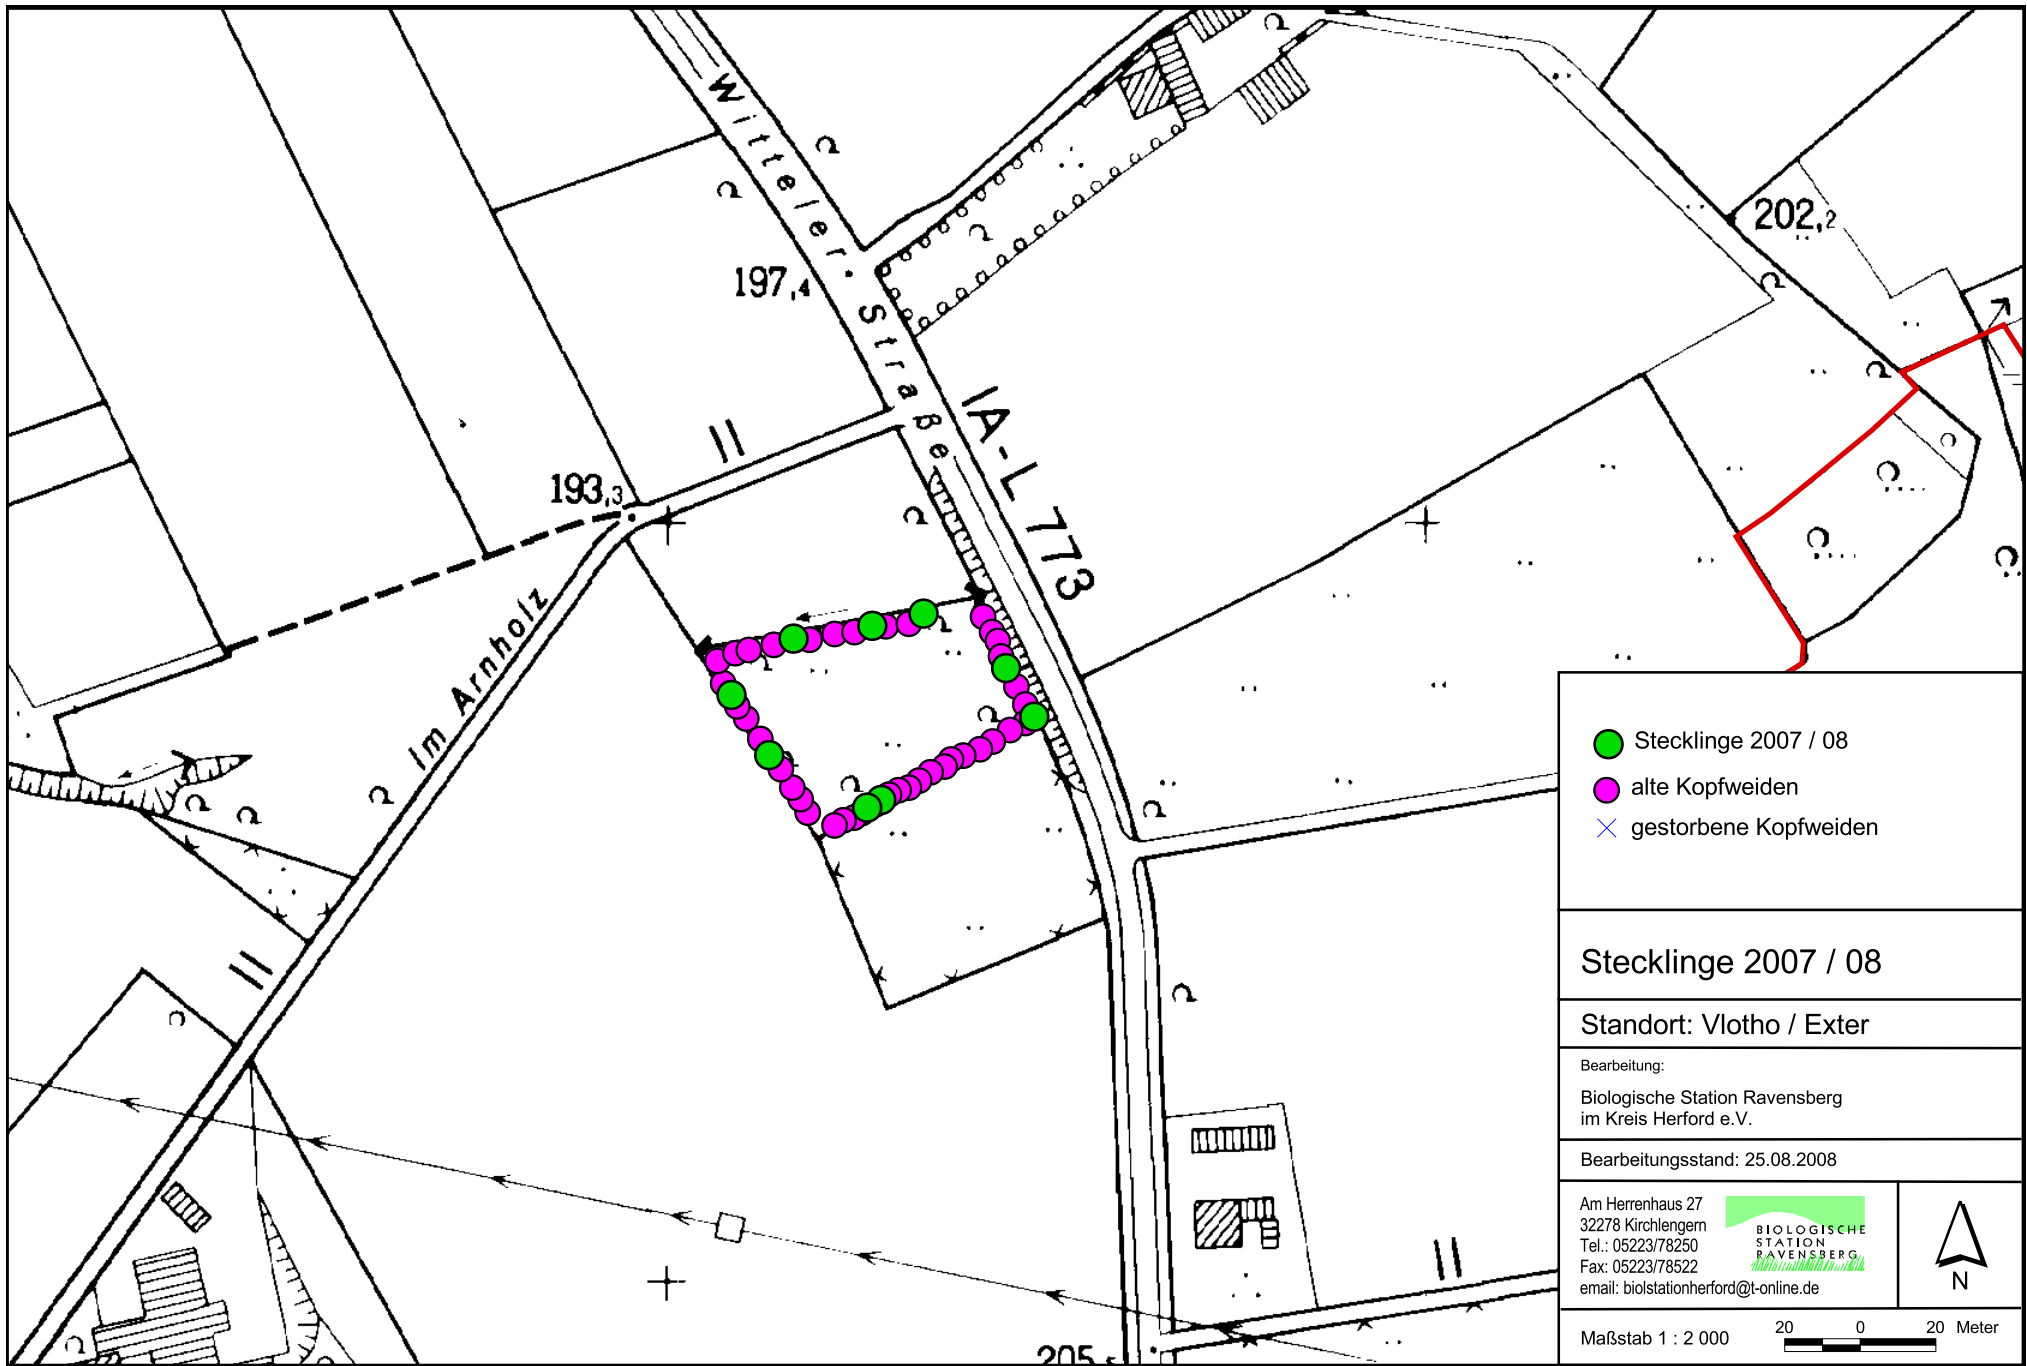 Witteler Straße
202,2
197,4
IA-L 773
193,3
Im Arnholz
205
Stecklinge 2007 / 08
alte Kopfweiden
gestorbene Kopfweiden
Stecklinge 2007 / 08
Standort: Vlotho / Exter
Bearbeitung:
Biologische Station Ravensberg
im Kreis Herford e.V.
Bearbeitungsstand: 25.08.2008
Am Herrenhaus 27
32278 Kirchlengern
Tel.: 05223/78250
Fax: 05223/78522
email: biolstationherford@t-online.de
BIOLOGISCHE
STATION
RAVENSBERG
N
Maßstab 1 : 2 000
20 0 20 Meter